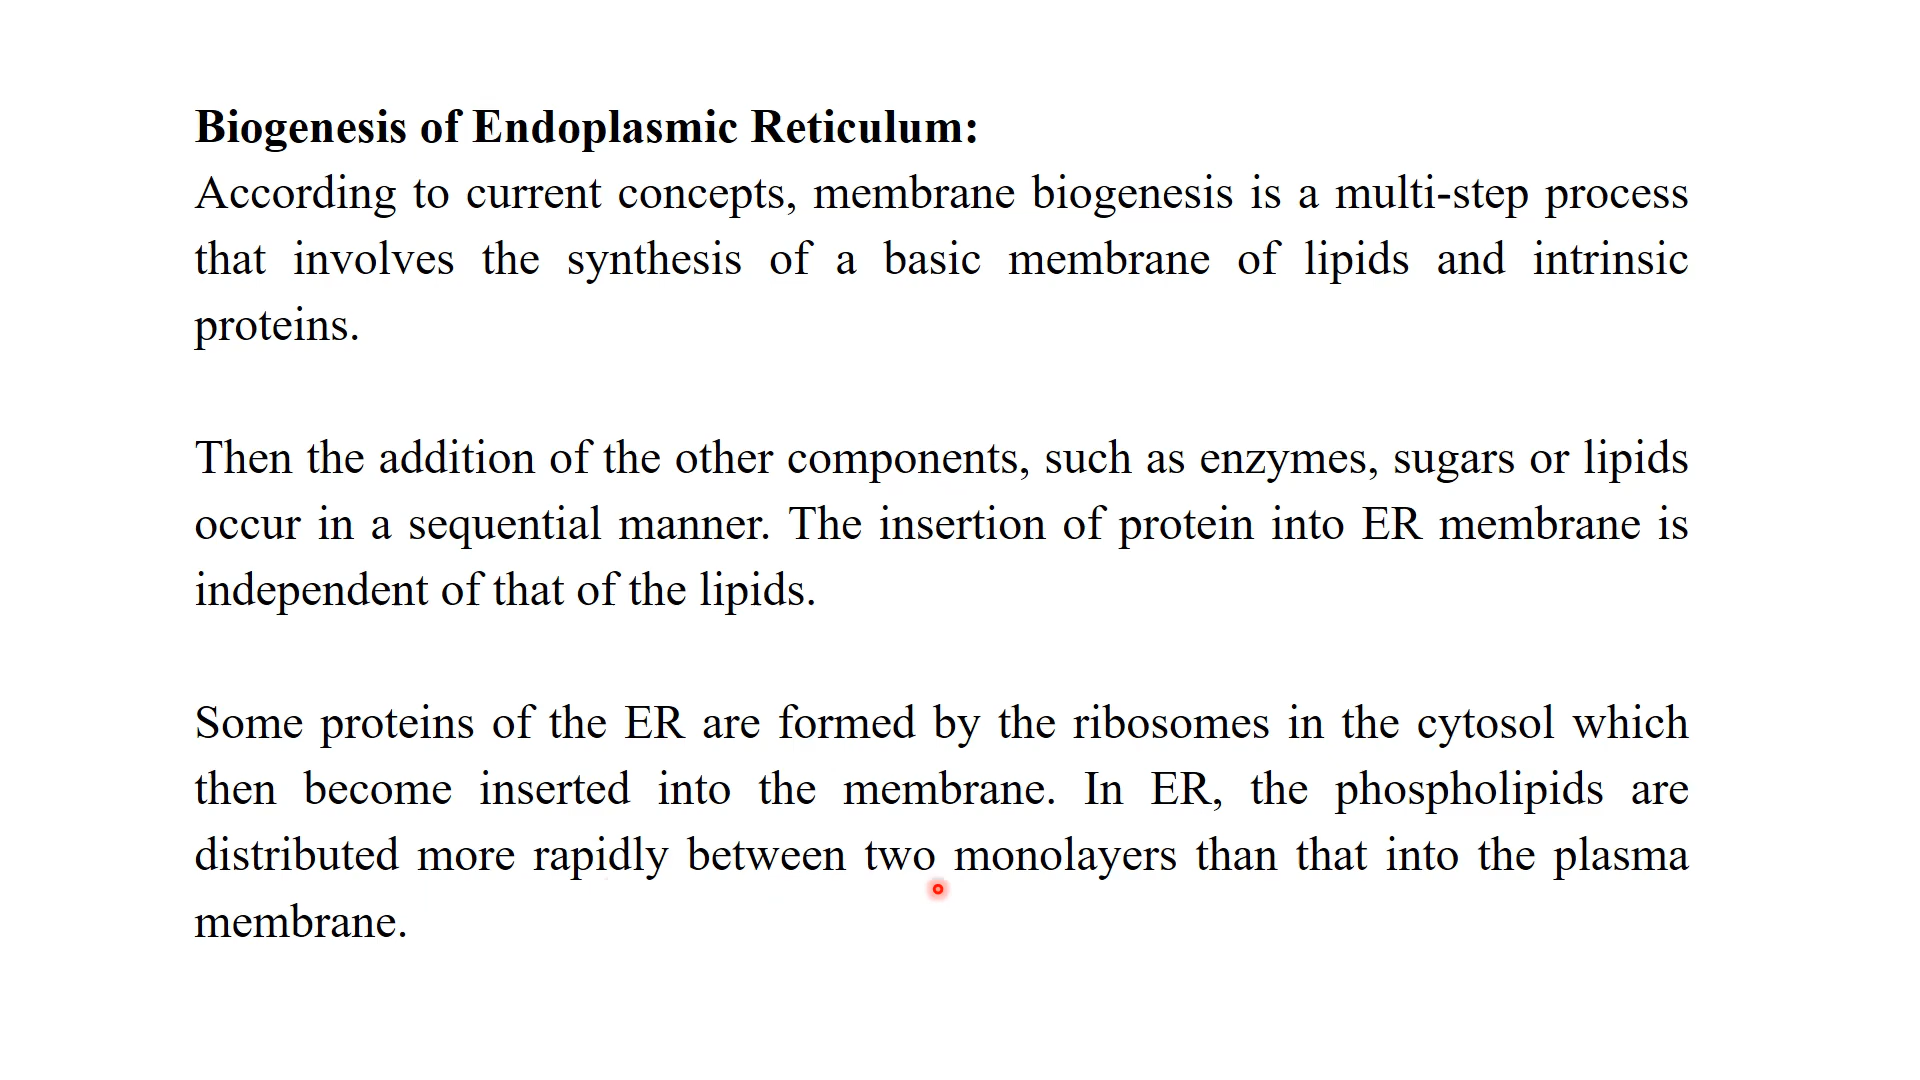 Biogenesis of Endoplasmic Reticulum:
According to current concepts, membrane biogenesis is a multi-step process
that involves the synthesis of a basic membrane of lipids and intrinsic
proteins.
Then the addition of the other components, such as enzymes, sugars or lipids
occur in a sequential manner. The insertion of protein into ER membrane is
independent of that of the lipids.
Some proteins of the ER are formed by the ribosomes in the cytosol which
then become inserted into the membrane. In ER, the phospholipids are
distributed more rapidly between two monolayers than that into the plasma
membrane.